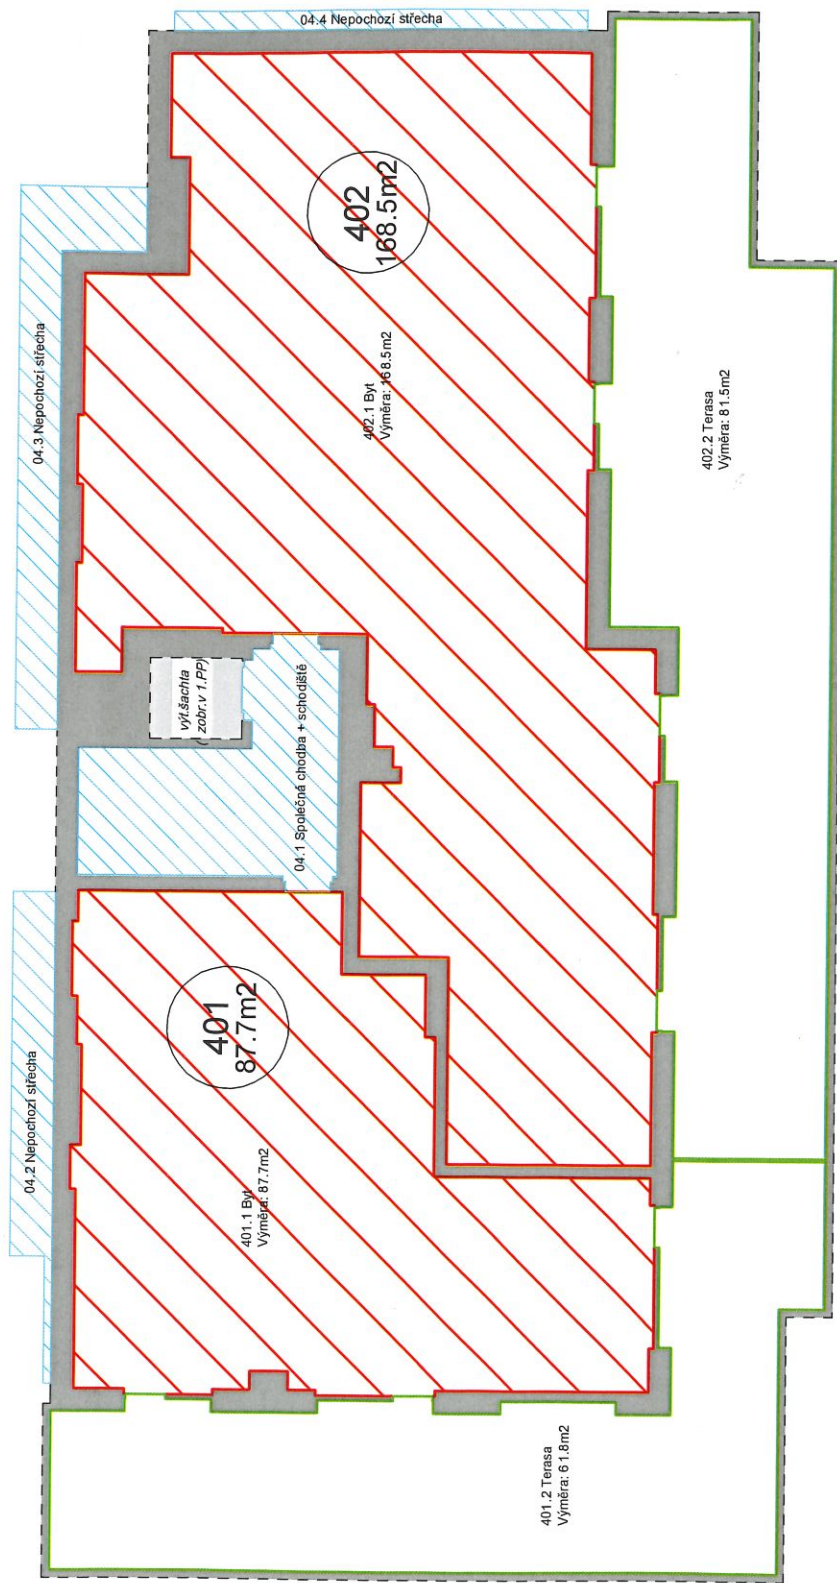 04.4 Nepochozí střecha
402
168.5m2
04.3 Nepochozí střecha
402.1 Byt
Výměra: 168.5m2
402.2 Terasa
Výměra: 81.5m2
výt.šachta
( zobr.v 1.PP)
04.1 Společná chodba + schodiště
401
87.7m2
04.2 Nepochozí střecha
401.1 Byt
Výměra: 87.7m2
401.2 Terasa
Výměra: 61.8m2